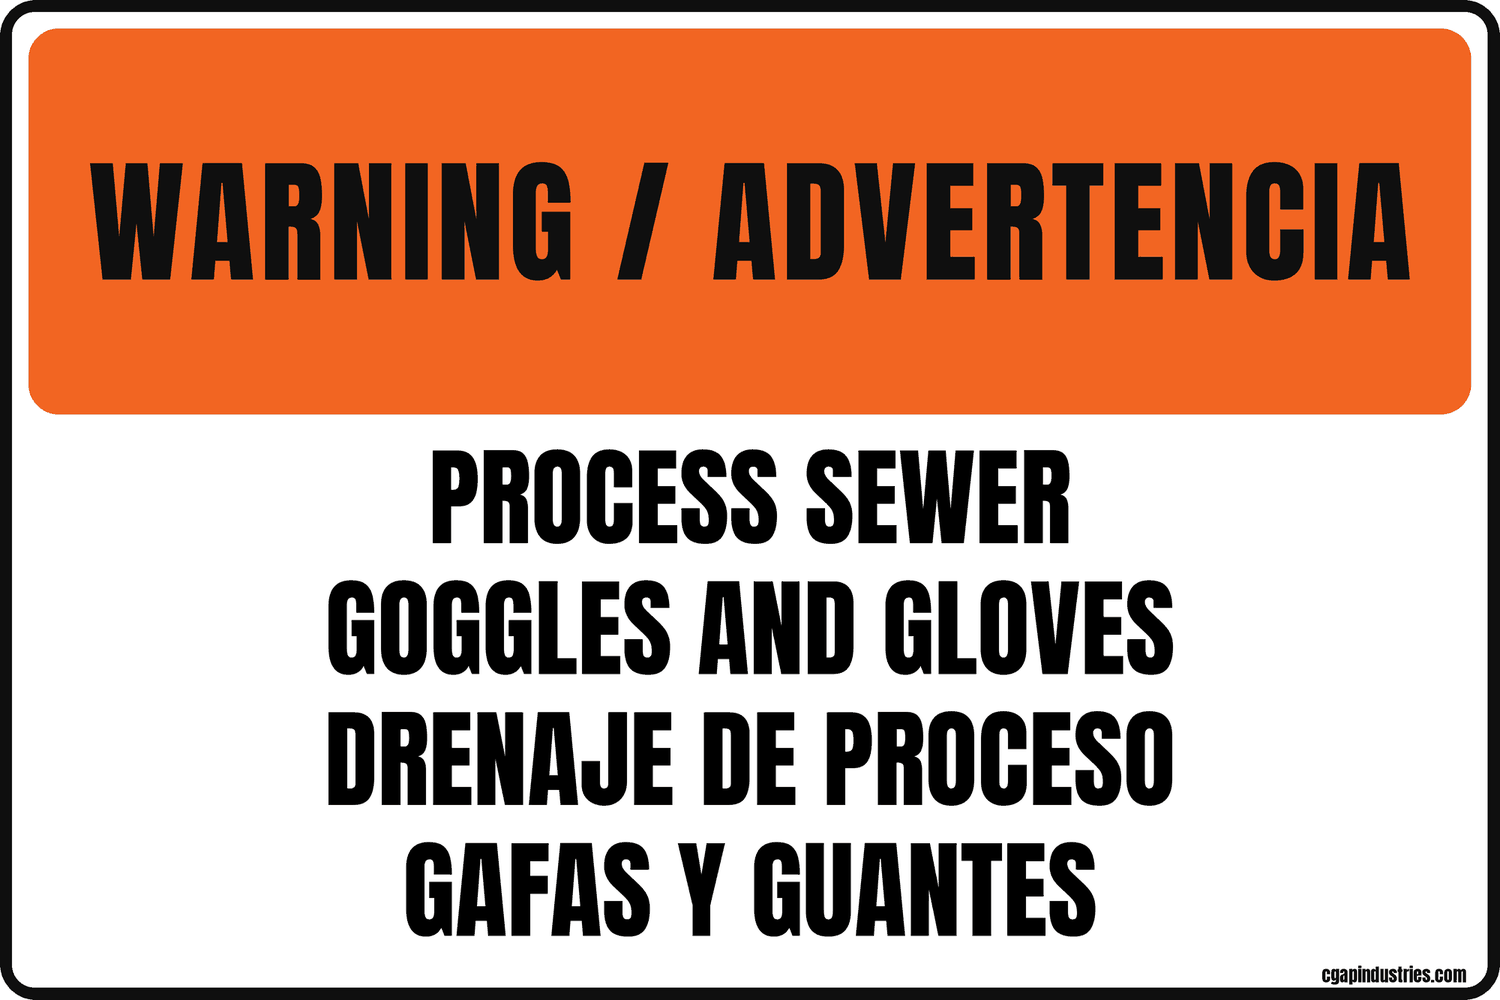 WARNING / ADVERTENCIA
PROCESS SEWER
GOGGLES AND GLOVES
DRENAJE DE PROCESO
GAFAS Y GUANTES
cgapindustries.com